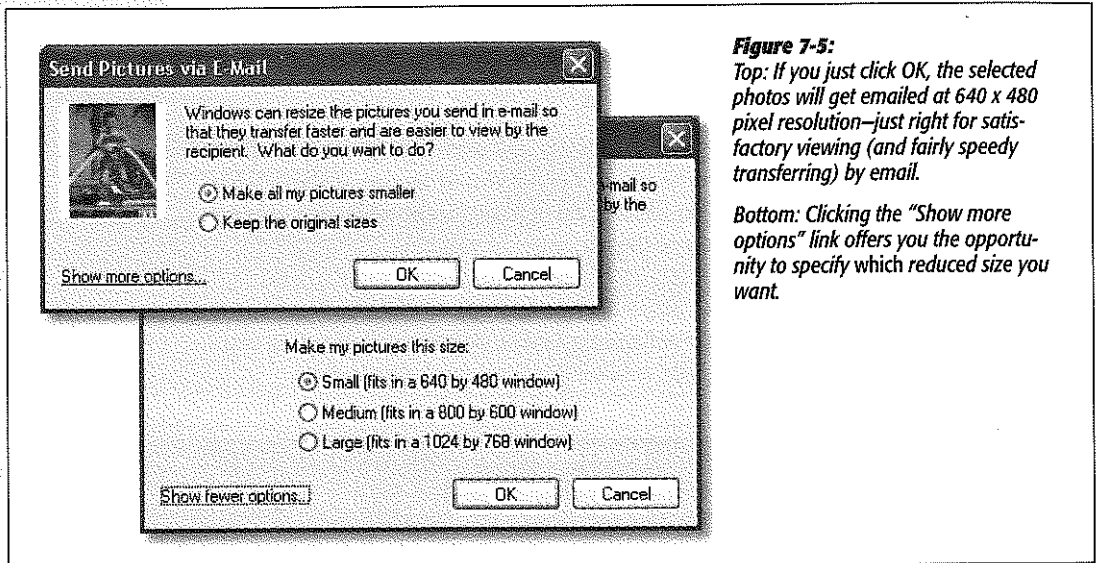 Send Pictures via E-Mail
Windows can resize the pictures you send in e-mail so
that they transfer faster and are easier to view by the
recipient. What do you want to do?
Make all my pictures smaller
Keep the original sizes
Show more options...
OK
Cancel
e-mail so
by the
Make my pictures this size:
Small (fits in a 640 by 480 window)
Medium (fits in a 800 by 600 window)
Large (fits in a 1024 by 768 window)
Show fewer options...
OK
Cancel
Figure 7-5:
Top: If you just click OK, the selected
photos will get emailed at 640 x 480
pixel resolution—just right for satis-
factory viewing (and fairly speedy
transferring) by email.
Bottom: Clicking the “Show more
options” link offers you the opportu-
nity to specify which reduced size you
want.